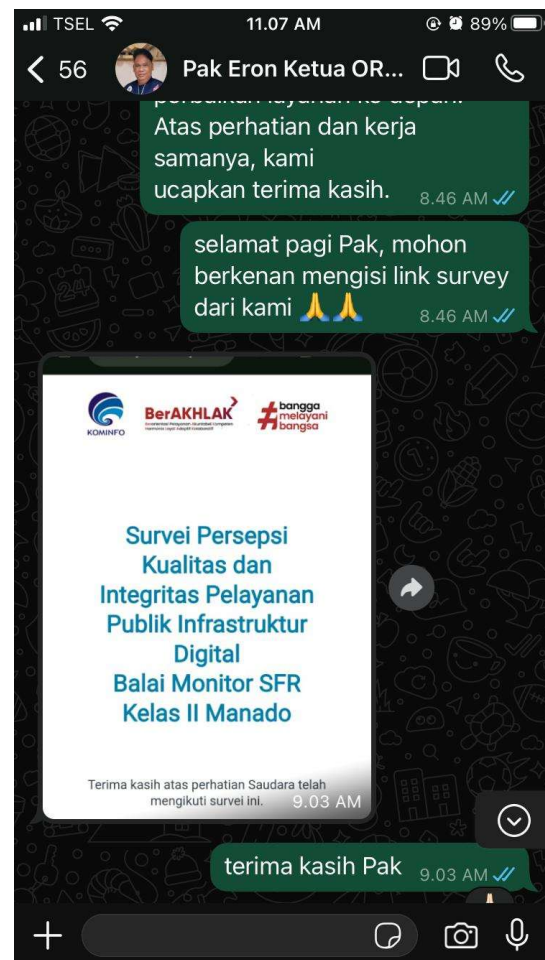 TSEL 11.07 AM 89%
56 Pak Eron Ketua OR...
Atas perhatian dan kerja
samanya, kami
ucapkan terima kasih. 8.46 AM
selamat pagi Pak, mohon
berkenan mengisi link survey
dari kami 🙏🙏 8.46 AM
KOMINFO
BerAKHLAK
#bangga
melayani
bangsa
Survei Persepsi
Kualitas dan
Integritas Pelayanan
Publik Infrastruktur
Digital
Balai Monitor SFR
Kelas II Manado
Terima kasih atas perhatian Saudara telah
mengikuti survei ini. 9.03 AM
terima kasih Pak 9.03 AM